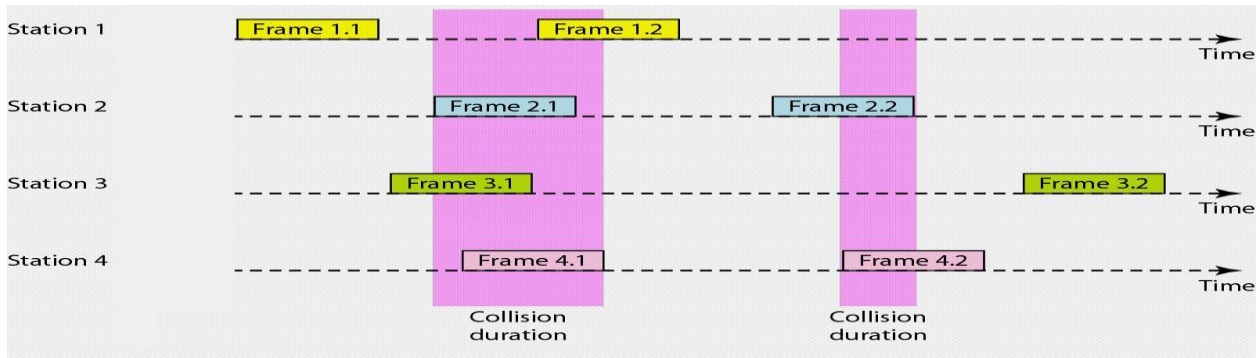 Station 1
Frame 1.1
Frame 1.2
Time
Station 2
Frame 2.1
Frame 2.2
Time
Station 3
Frame 3.1
Frame 3.2
Time
Station 4
Frame 4.1
Frame 4.2
Time
Collision
duration
Collision
duration